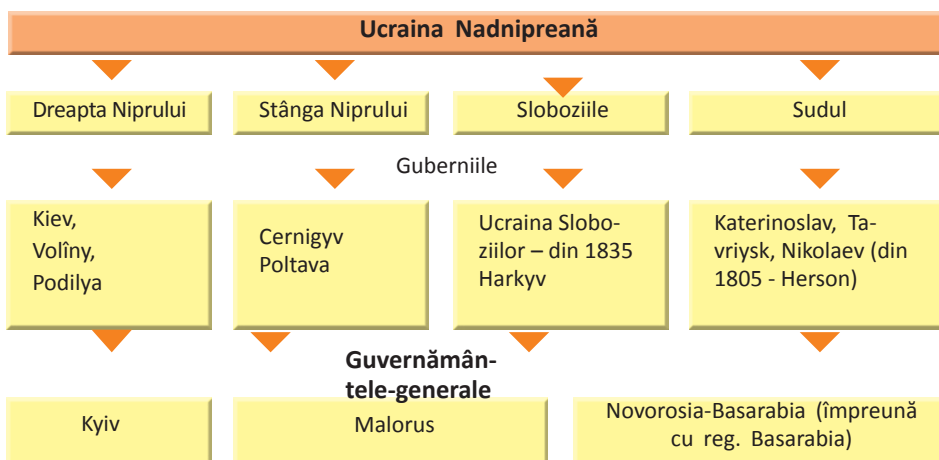 Ucraina Nadnipreană
Dreapta Niprului
Stânga Niprului
Sloboziile
Sudul
Guberniile
Kiev,
Volîny,
Podilya
Cernigyv
Poltava
Ucraina Slobo-
ziilor – din 1835
Harkyv
Katerinoslav, Ta-
vriysk, Nikolaev (din
1805 - Herson)
Guvernămân-
tele-generale
Kyiv
Malorus
Novorosia-Basarabia (împreună
cu reg. Basarabia)